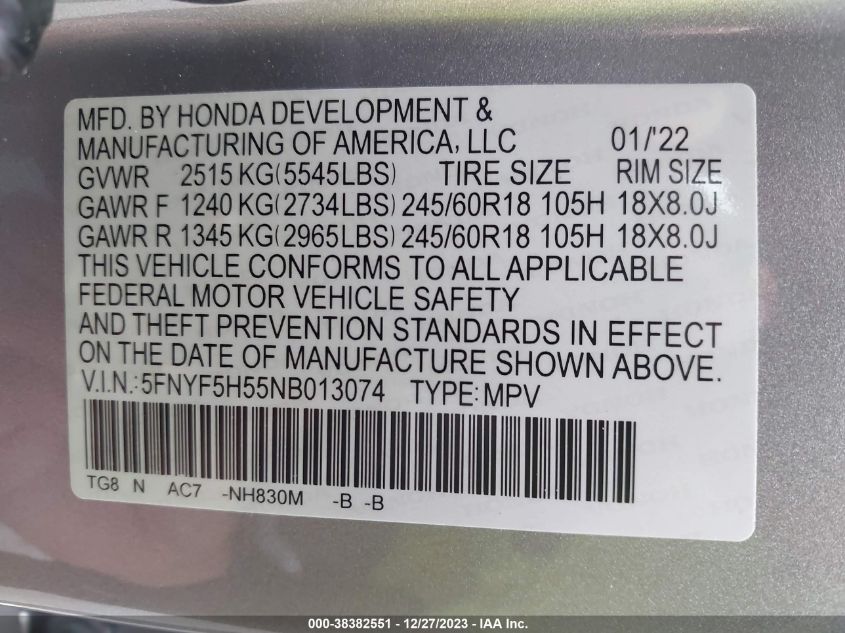 MFD. BY HONDA DEVELOPMENT &
MANUFACTURING OF AMERICA, LLC 01/'22
GVWR 2515 KG(5545LBS) TIRE SIZE RIM SIZE
GAWR F 1240 KG(2734LBS) 245/60R18 105H 18X8.0J
GAWR R 1345 KG(2965LBS) 245/60R18 105H 18X8.0J
THIS VEHICLE CONFORMS TO ALL APPLICABLE
FEDERAL MOTOR VEHICLE SAFETY
AND THEFT PREVENTION STANDARDS IN EFFECT
ON THE DATE OF MANUFACTURE SHOWN ABOVE.
V.I.N.:5FNYF5H55NB013074 TYPE:MPV
TG8 N AC7 -NH830M -B -B
000-38382551 - 12/27/2023 - IAA Inc.